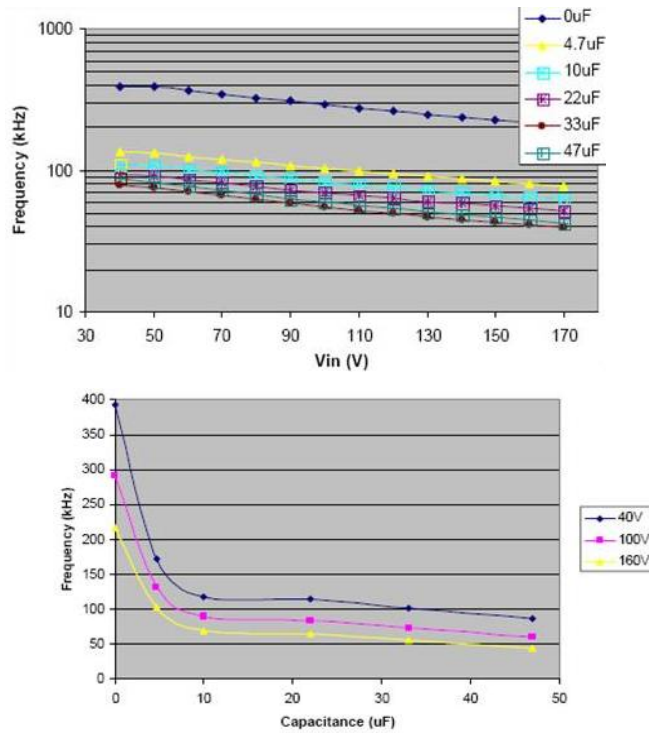 1000
100
10
Frequency (kHz)
30 50 70 90 110 130 150 170
Vin (V)
0uF
4.7uF
10uF
22uF
33uF
47uF
400
350
300
250
200
150
100
50
0
Frequency (kHz)
0 10 20 30 40 50
Capacitance (uF)
40V
100V
160V